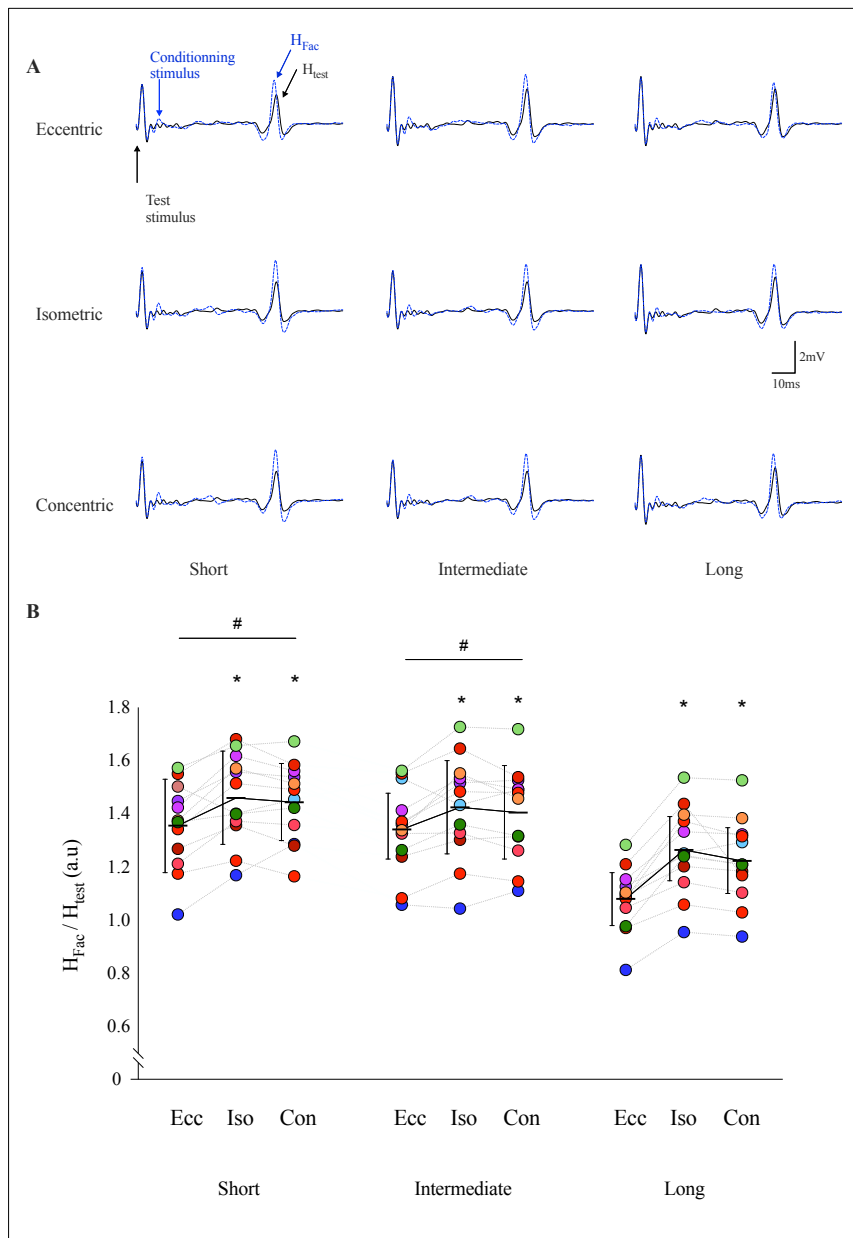 A
Conditionning
stimulus
H_Fac
H_test
Eccentric
Test
stimulus
Isometric
2mV
10ms
Concentric
Short Intermediate Long
B
#
#
* *
* *
* *
1.8
1.6
1.4
1.2
1.0
0.8
0.6
0
H_Fac / H_test (a.u)
Ecc Iso Con Ecc Iso Con Ecc Iso Con
Short Intermediate Long